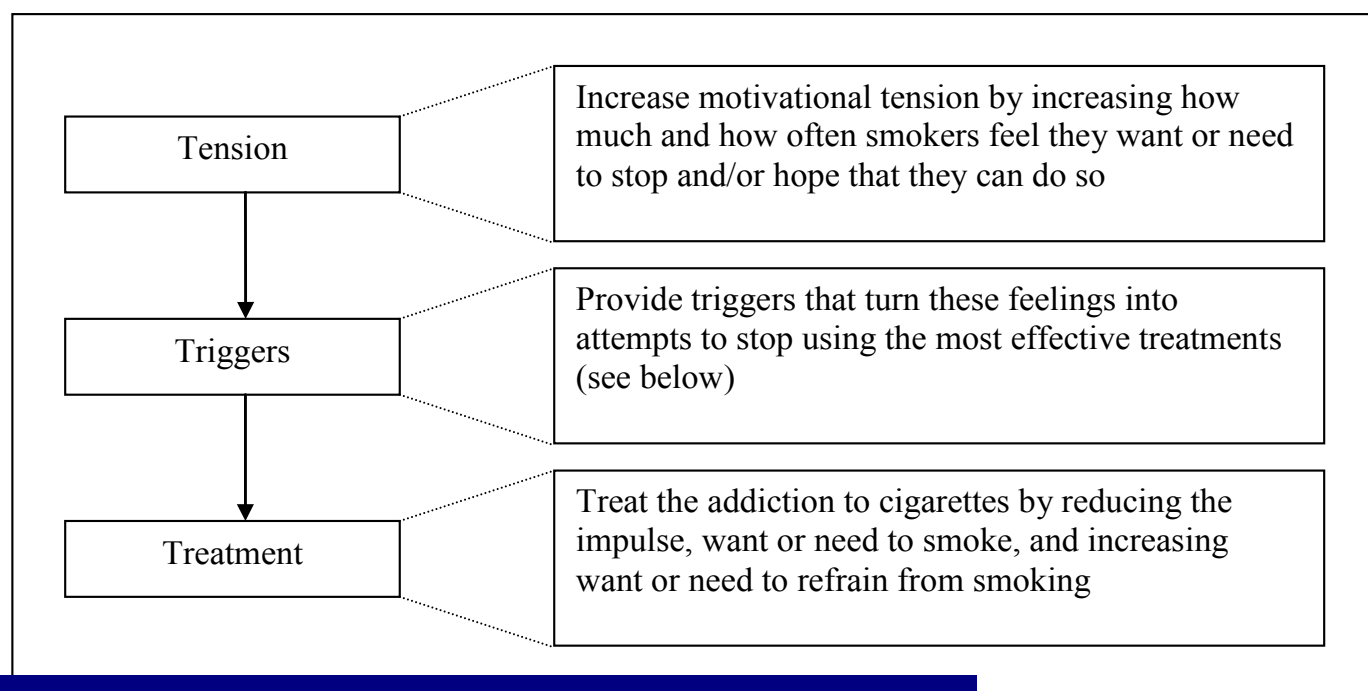 Tension
Increase motivational tension by increasing how
much and how often smokers feel they want or need
to stop and/or hope that they can do so
Triggers
Provide triggers that turn these feelings into
attempts to stop using the most effective treatments
(see below)
Treatment
Treat the addiction to cigarettes by reducing the
impulse, want or need to smoke, and increasing
want or need to refrain from smoking